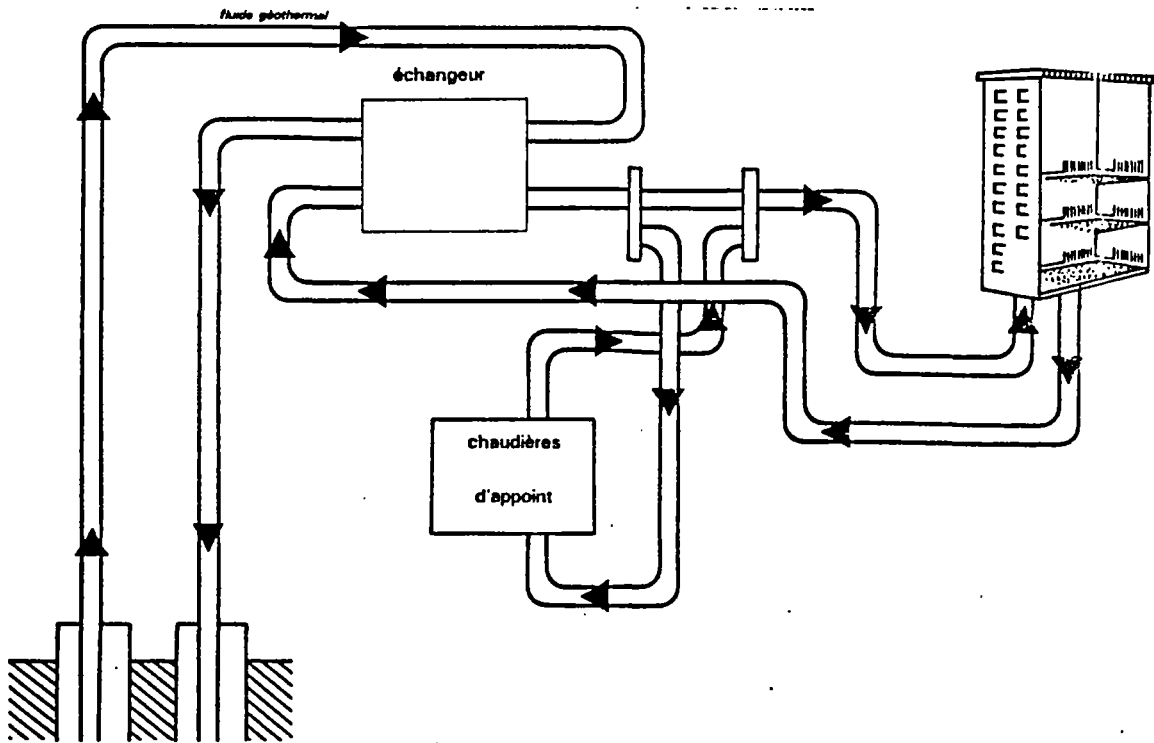 fluide géothermal
échangeur
chaudières
d'appoint